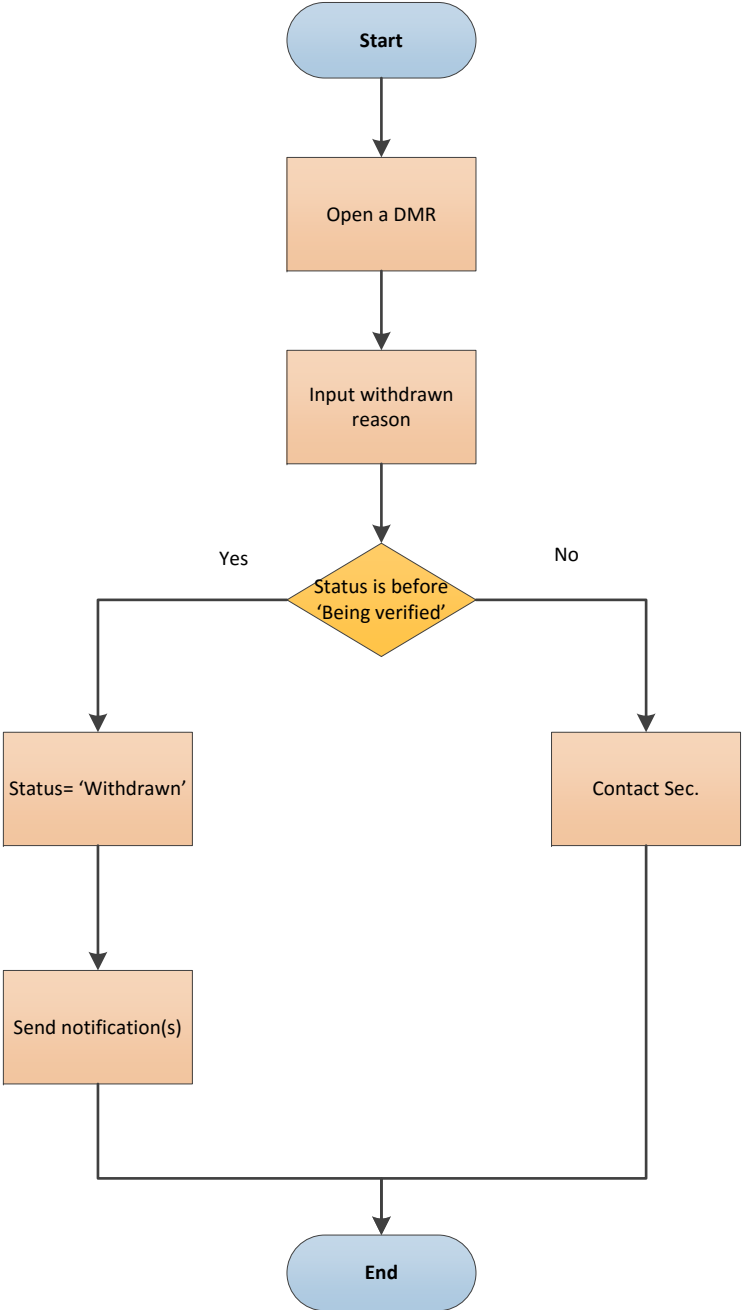 Start
Open a DMR
Input withdrawn
reason
Yes
No
Status is before
‘Being verified’
Status= ‘Withdrawn’
Contact Sec.
Send notification(s)
End